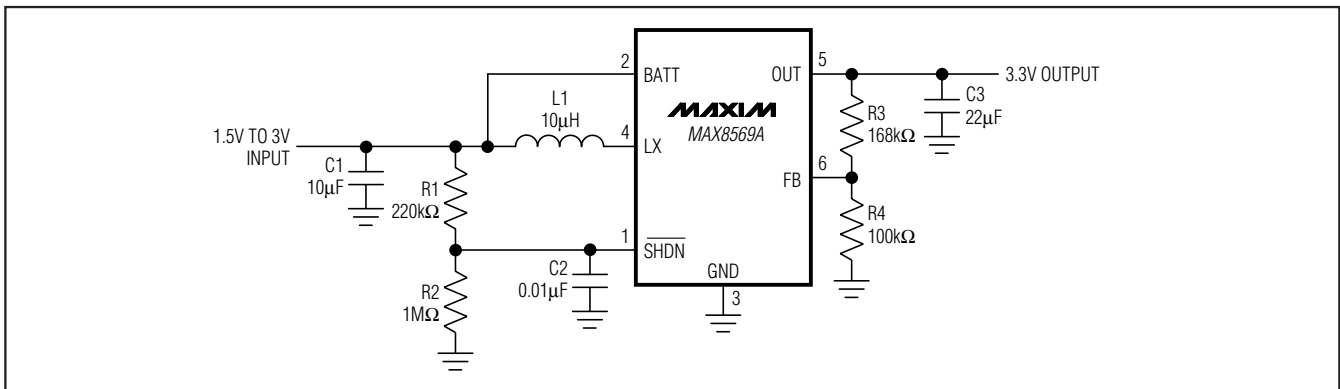 2
BATT
OUT
5
3.3V OUTPUT
L1
10µH
MAXIM
MAX8569A
R3
168kΩ
C3
22µF
1.5V TO 3V
INPUT
4
LX
C1
10µF
R1
220kΩ
6
FB
R4
100kΩ
1
SHDN
C2
0.01µF
GND
3
R2
1MΩ